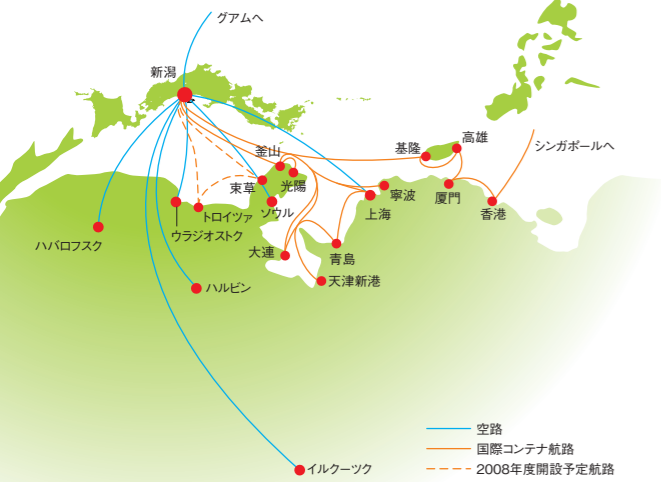 グアムへ
新潟
釜山
基隆
高雄
シンガポールへ
束草
光陽
寧波
トロイツァ
ソウル
上海
厦門
香港
ウラジオストク
ハバロフスク
大連
青島
天津新港
ハルビン
イルクーツク
空路
国際コンテナ航路
2008年度開設予定航路